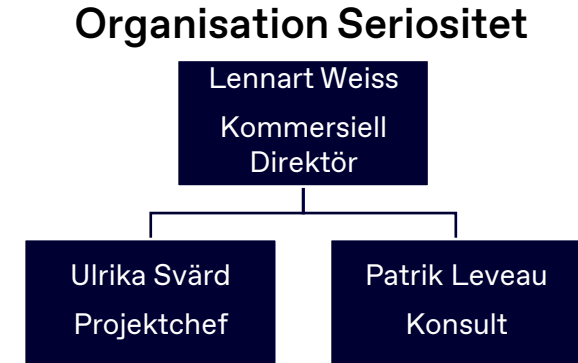 Organisation Seriositet
Lennart Weiss
Kommersiell
Direktör
Ulrika Svärd
Projektchef
Patrik Leveau
Konsult